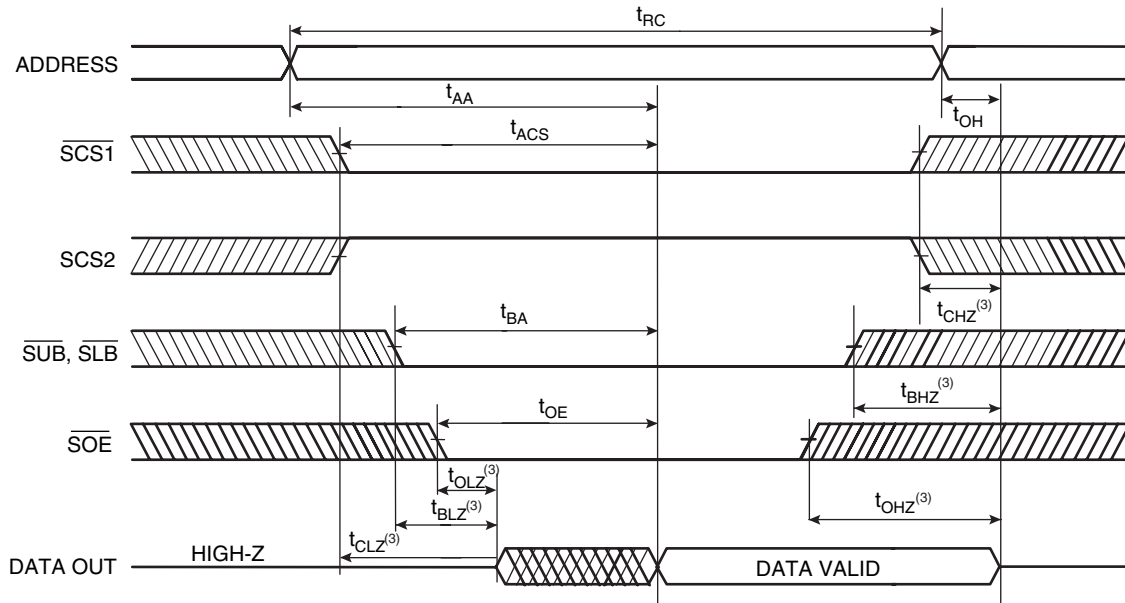 tRC
ADDRESS
tAA
tOH
tACS
SCS1
SCS2
tCHZ(3)
tBA
SUB, SLB
tBHZ(3)
tOE
SOE
tOLZ(3)
tOHZ(3)
tBLZ(3)
tCLZ(3)
HIGH-Z
DATA OUT
DATA VALID